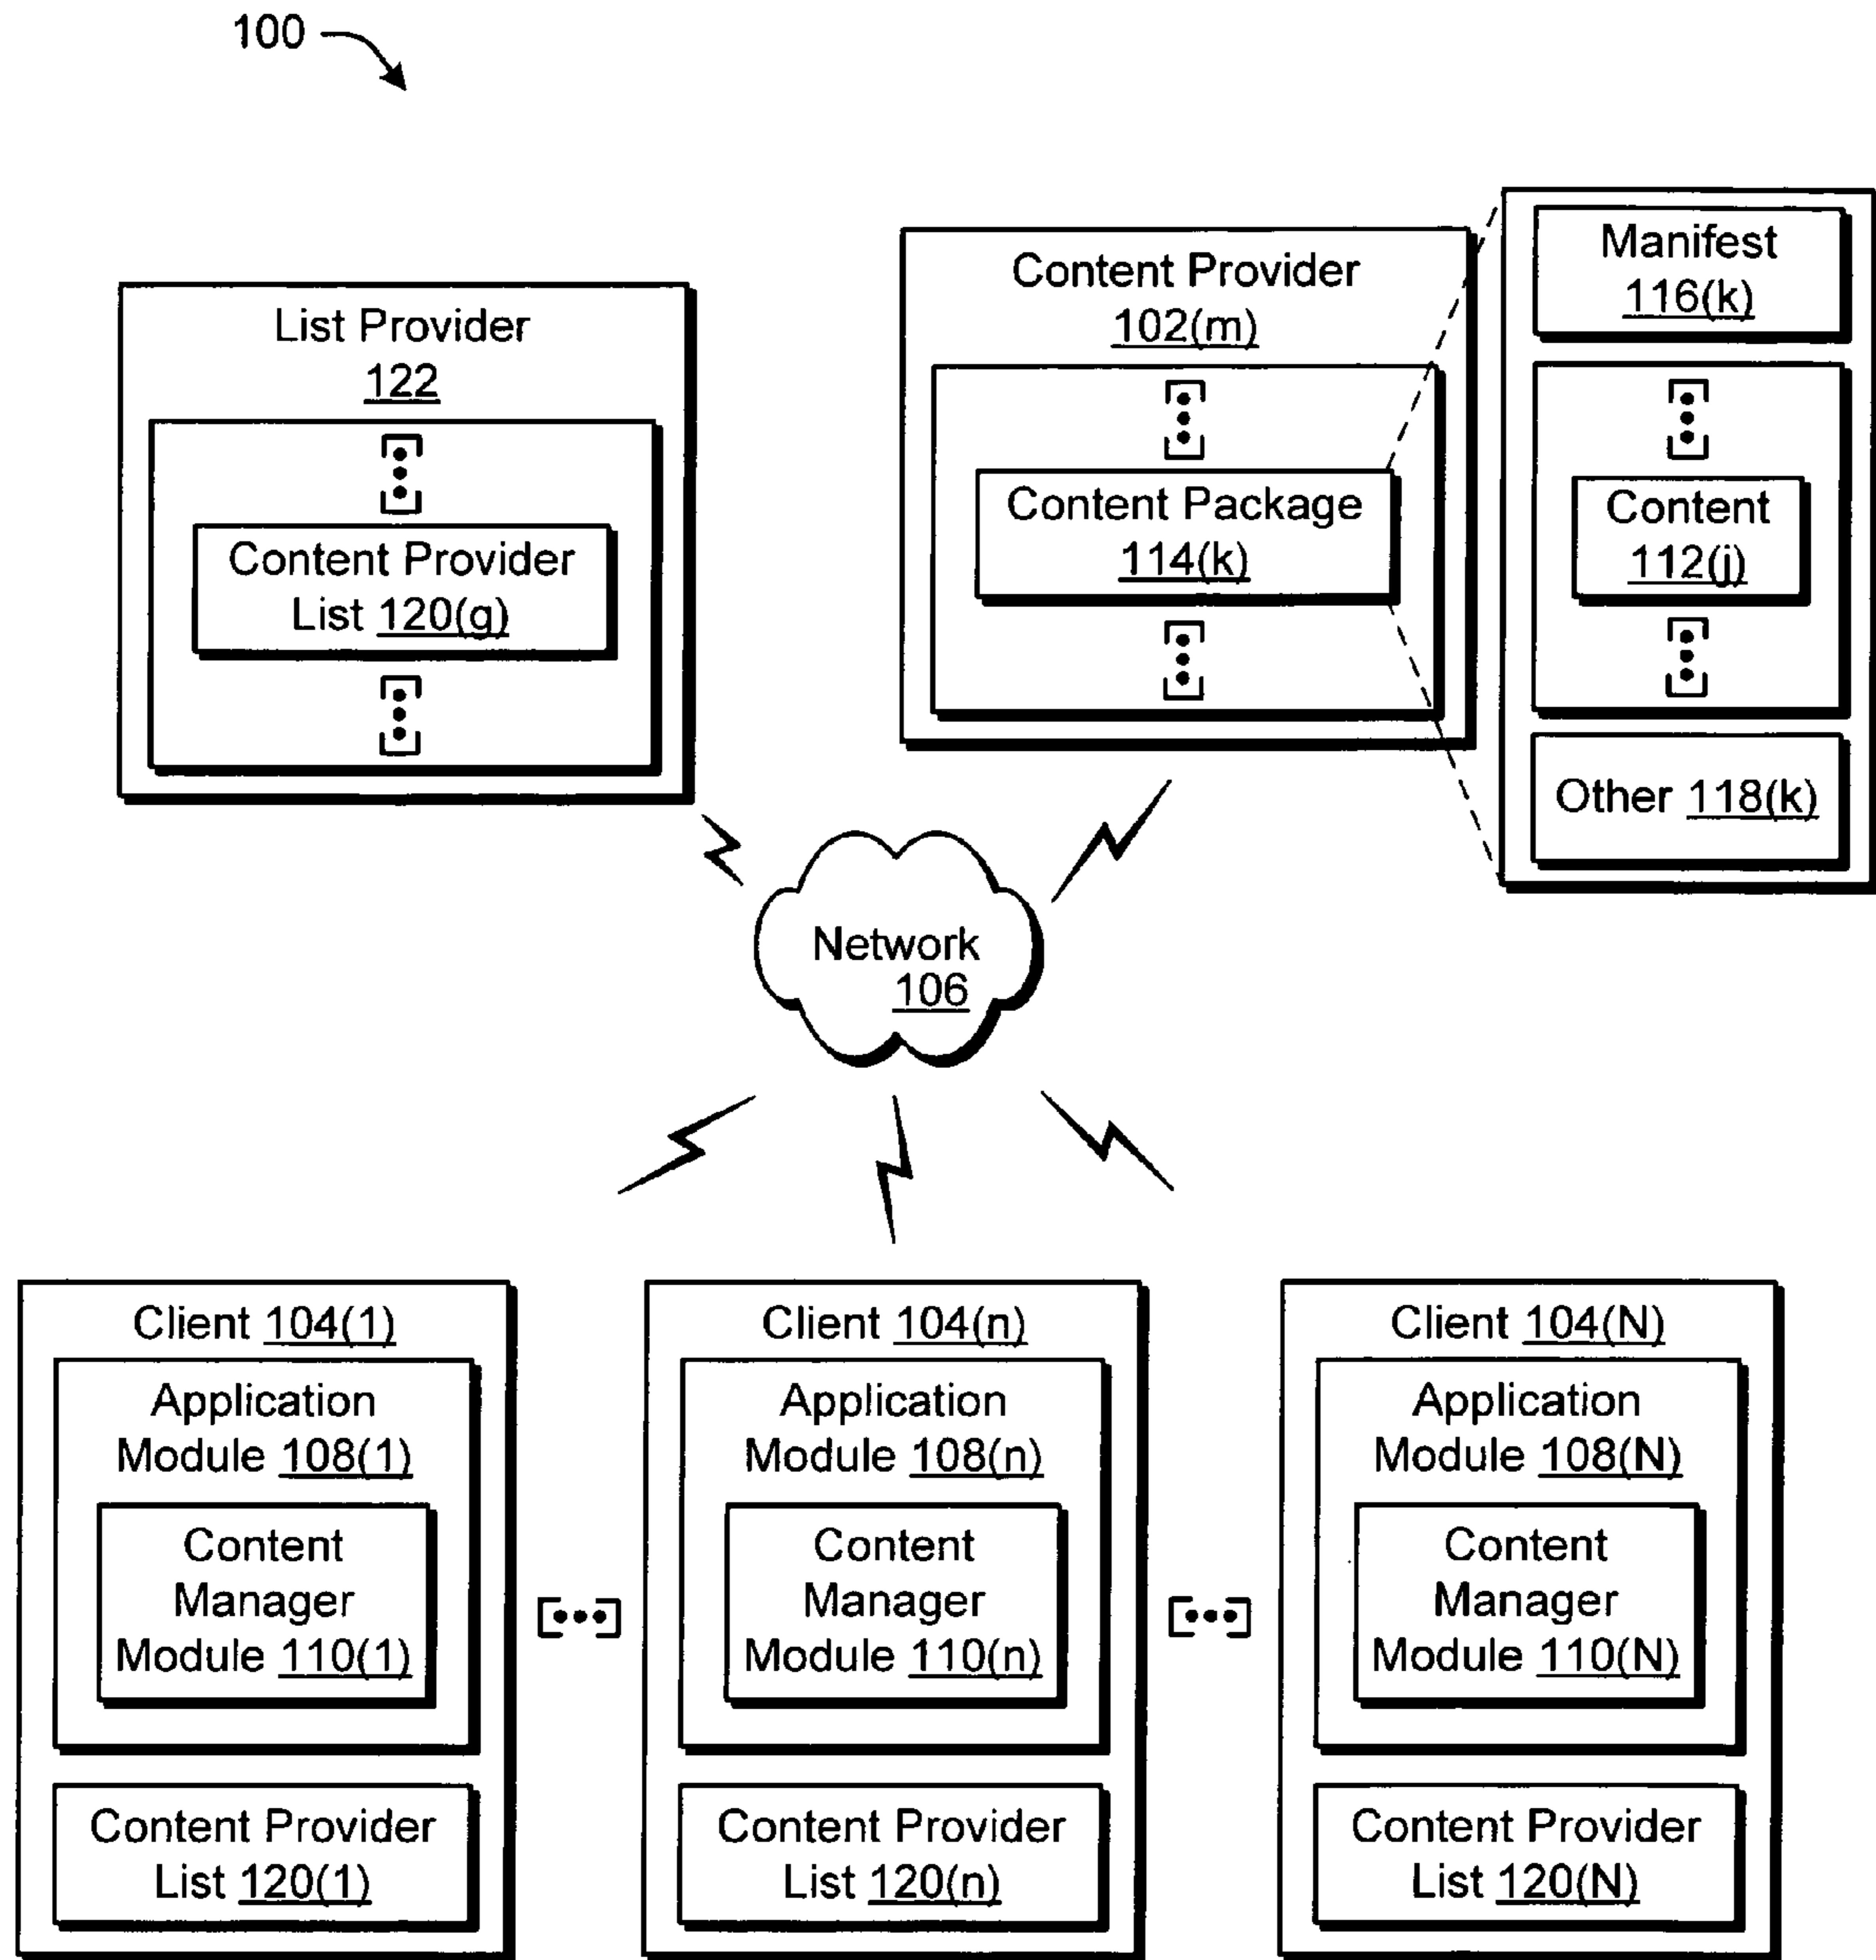 100
List Provider
122
Content Provider
List 120(g)
Content Provider
102(m)
Content Package
114(k)
Manifest
116(k)
Content
112(j)
Other 118(k)
Network
106
Client 104(1)
Application
Module 108(1)
Content
Manager
Module 110(1)
Content Provider
List 120(1)
Client 104(n)
Application
Module 108(n)
Content
Manager
Module 110(n)
Content Provider
List 120(n)
Client 104(N)
Application
Module 108(N)
Content
Manager
Module 110(N)
Content Provider
List 120(N)